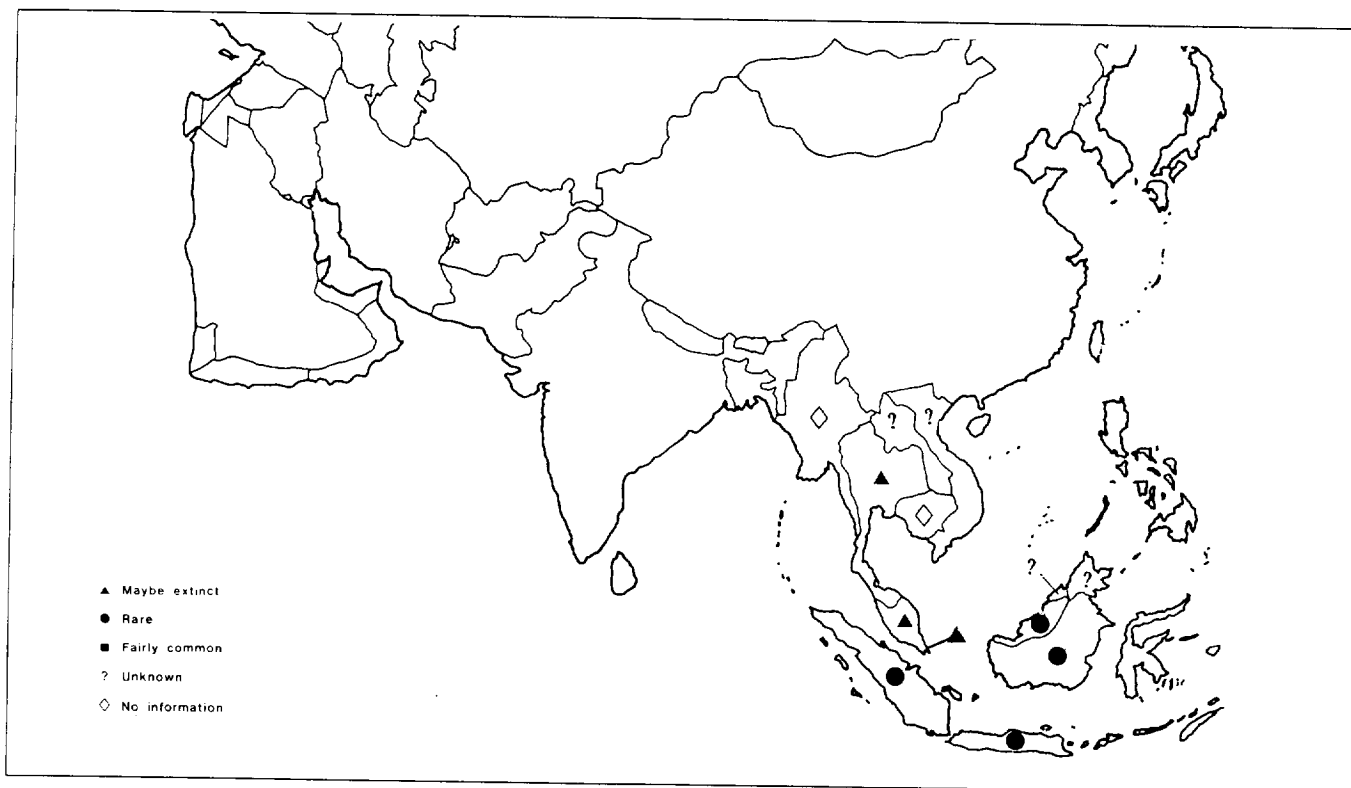 ?
?
?
?
Maybe extinct
Rare
Fairly common
? Unknown
No information